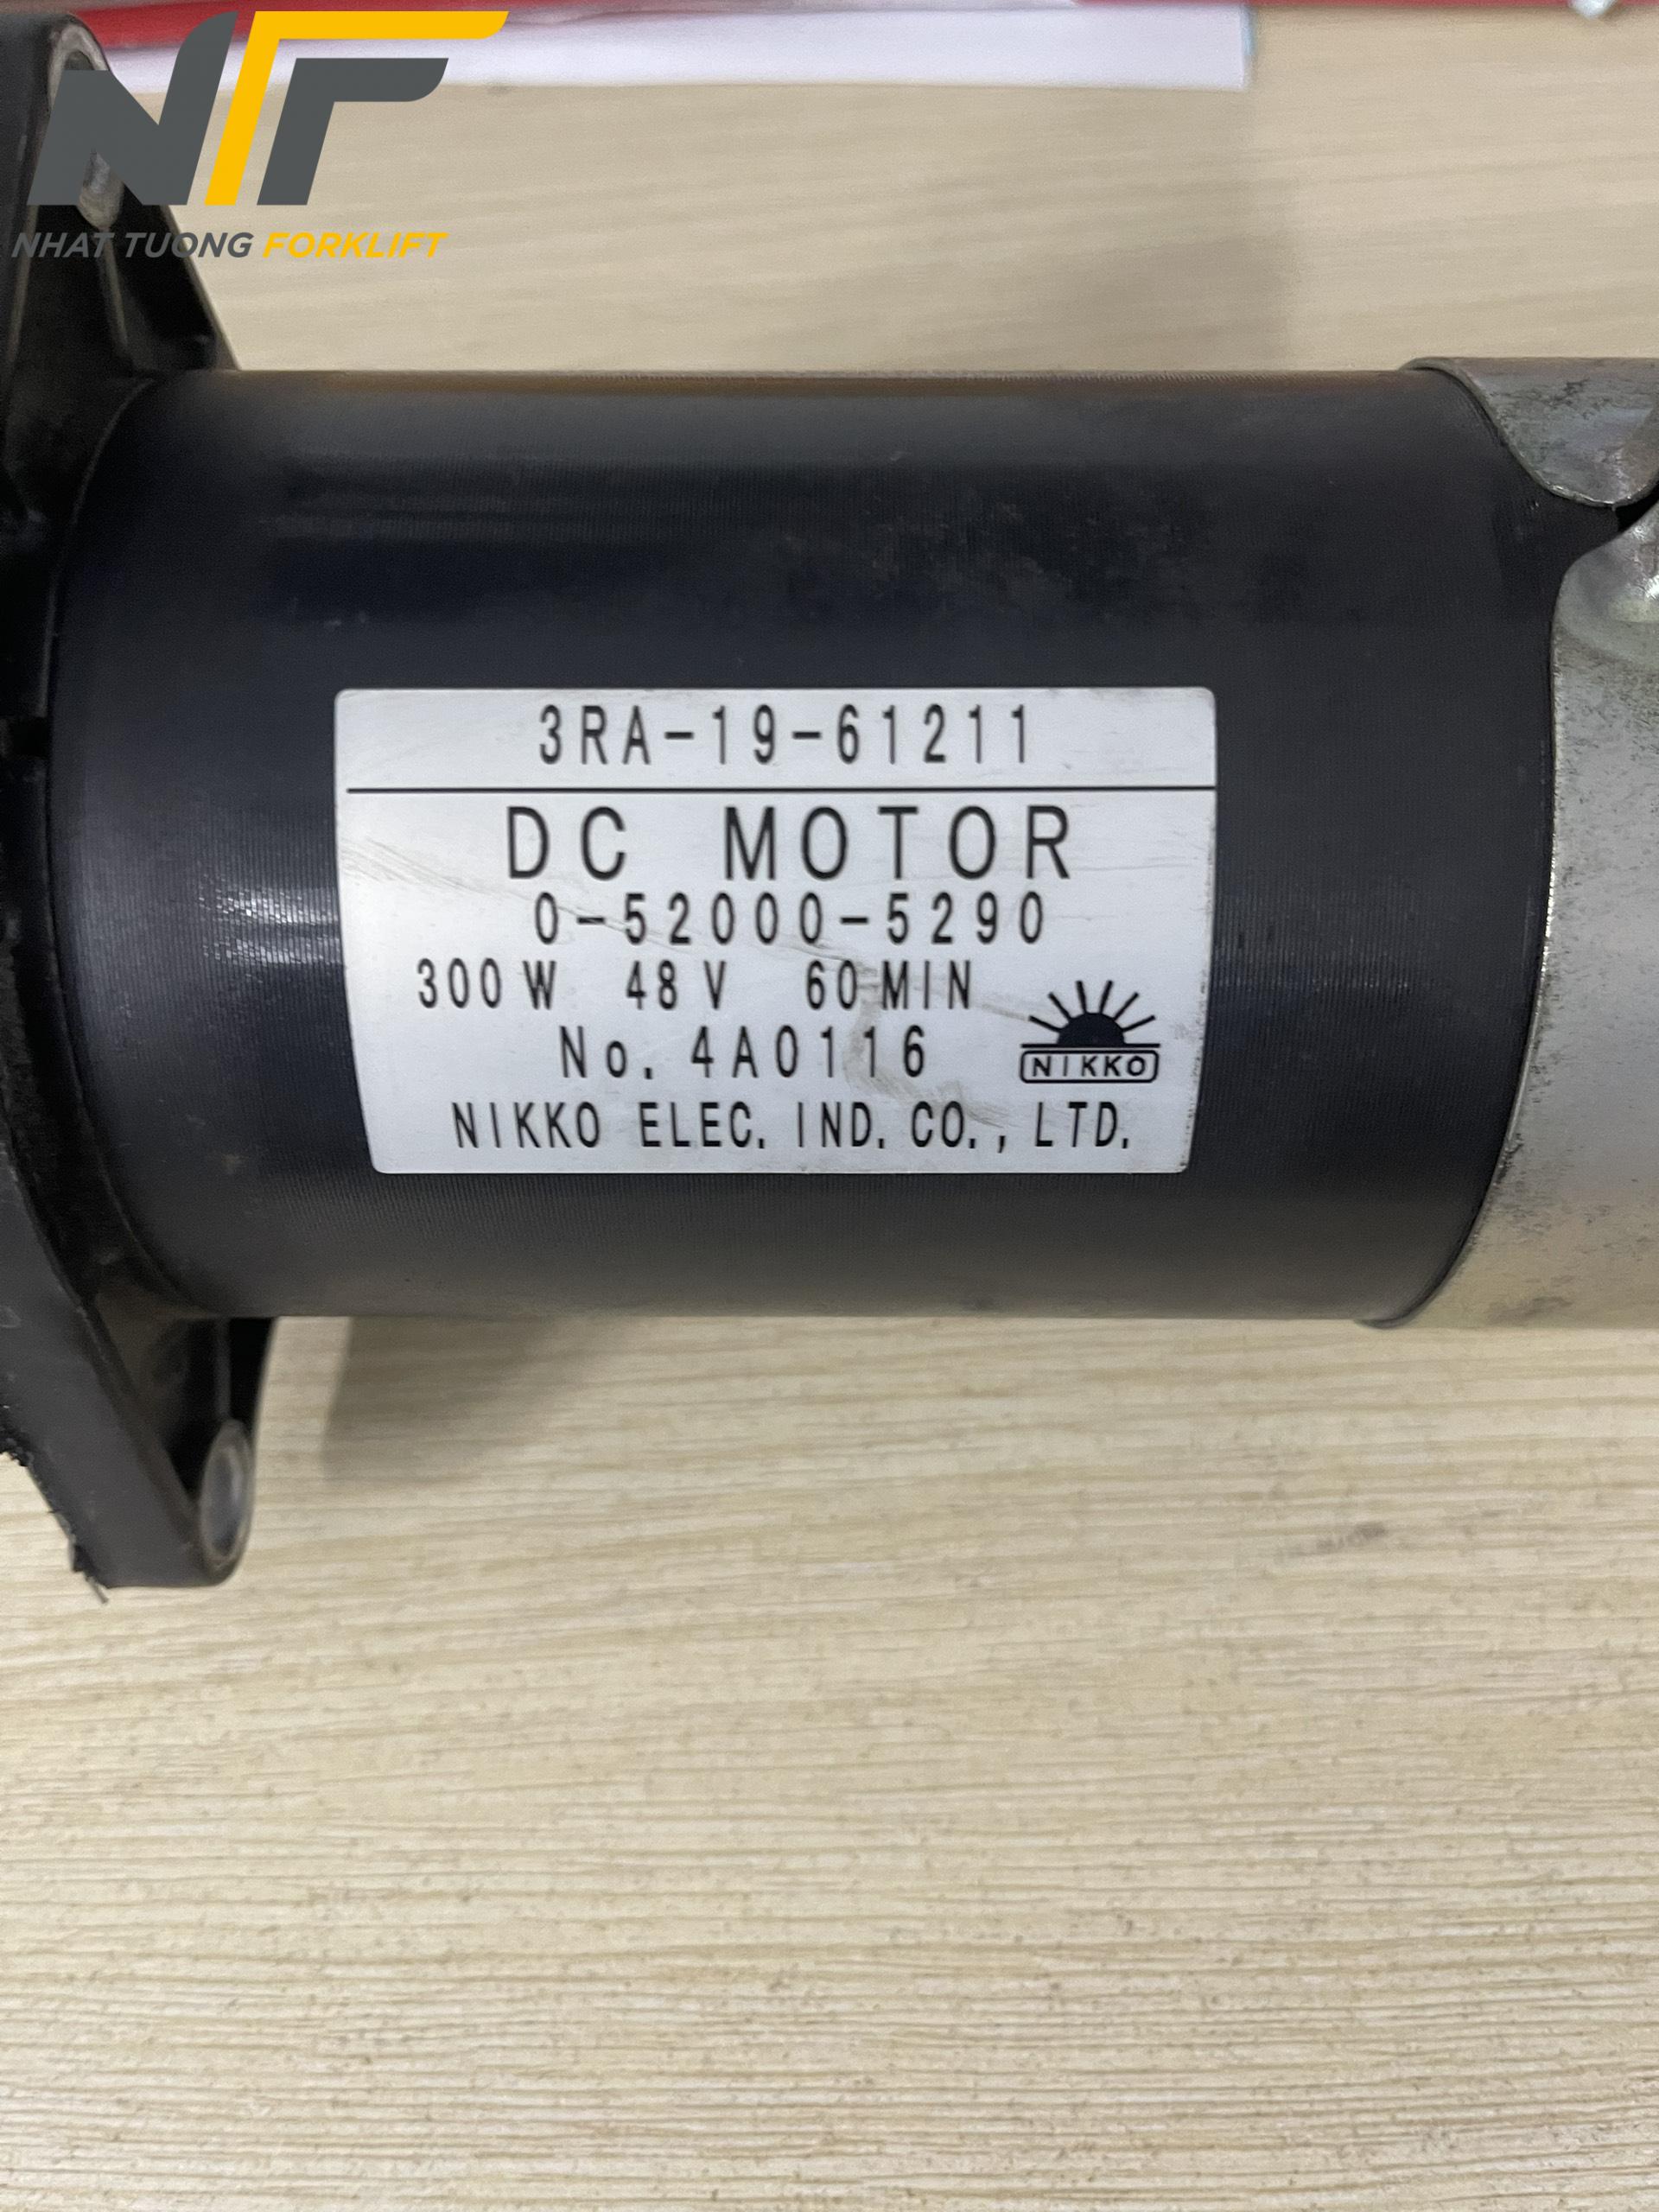 NTF
NHAT TUONG FORKLIFT
3RA-19-61211
DC MOTOR
0-52000-5290
300W 48V 60MIN
No. 4A0116
NIKKO
NIKKO ELEC. IND. CO., LTD.